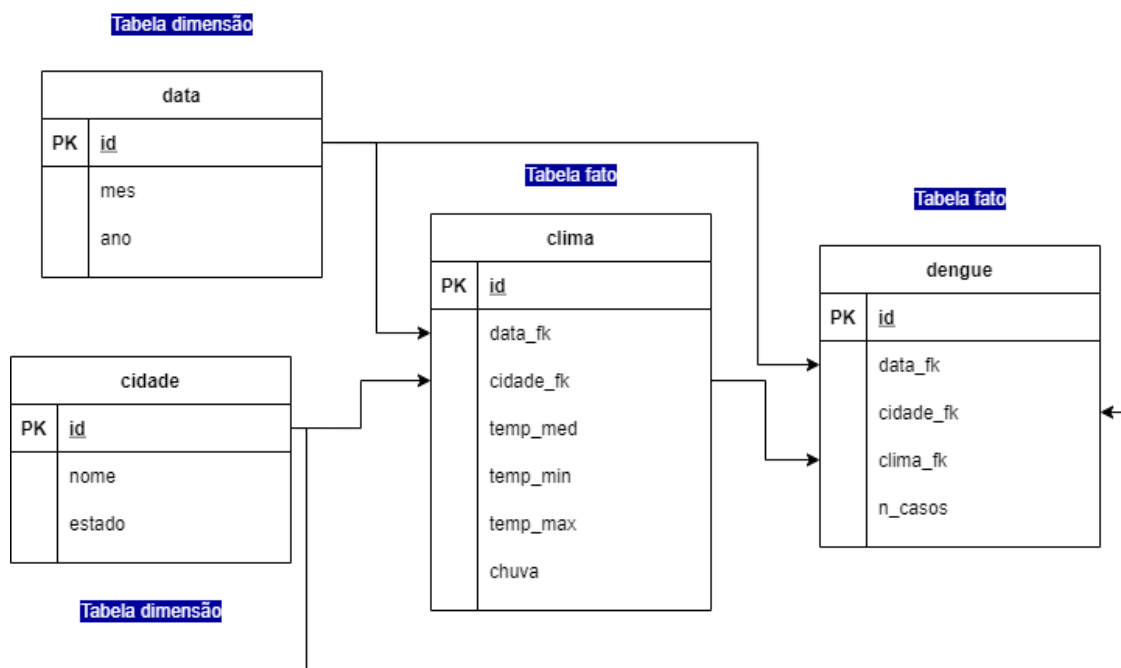 Tabela dimensão
data
PK id
mes
ano
Tabela fato
clima
PK id
data_fk
cidade_fk
temp_med
temp_min
temp_max
chuva
Tabela fato
dengue
PK id
data_fk
cidade_fk
clima_fk
n_casos
cidade
PK id
nome
estado
Tabela dimensão